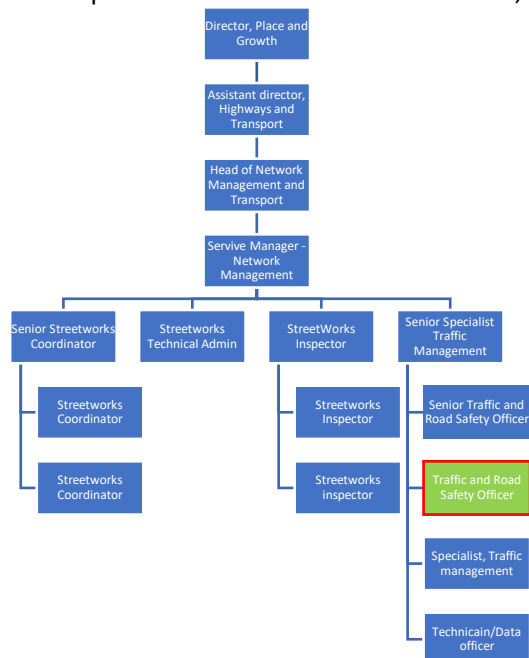 Director, Place and
Growth
Assistant director,
Highways and
Transport
Head of Network
Management and
Transport
Servive Manager -
Network
Management
Senior Streetworks
Coordinator
Streetworks
Technical Admin
StreetWorks
Inspector
Senior Specialist
Traffic
Management
Streetworks
Coordinator
Streetworks
Inspector
Senior Traffic and
Road Safety Officer
Streetworks
Coordinator
Streetworks
inspector
Traffic and Road
Safety Officer
Specialist, Traffic
management
Technicain/Data
officer